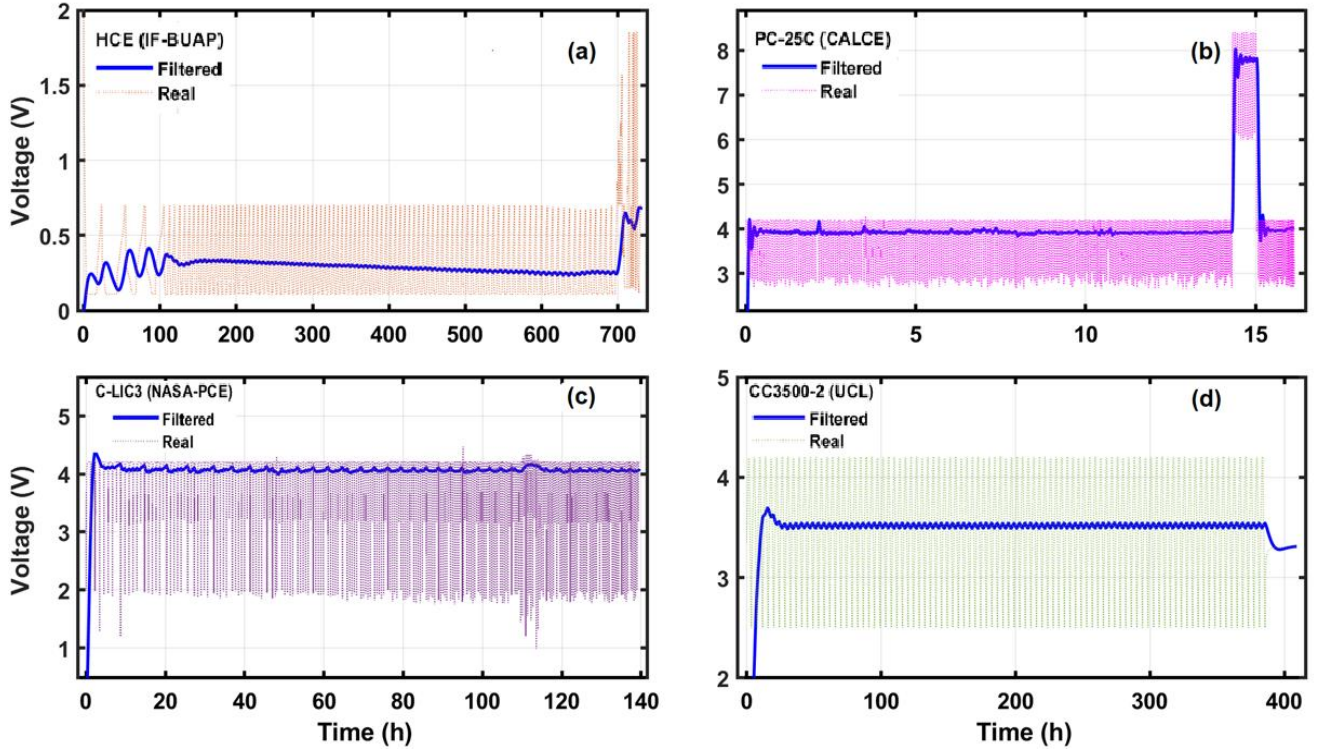 HCE (IF-BUAP)
Filtered
Real
(a)
Voltage (V)
2
1.5
1
0.5
0
0 100 200 300 400 500 600 700
PC-25C (CALCE)
Filtered
Real
(b)
8
7
6
5
4
3
0 5 10 15
C-LIC3 (NASA-PCE)
Filtered
Real
(c)
Voltage (V)
5
4
3
2
1
0 20 40 60 80 100 120 140
Time (h)
CC3500-2 (UCL)
Filtered
Real
(d)
5
4
3
2
0 100 200 300 400
Time (h)